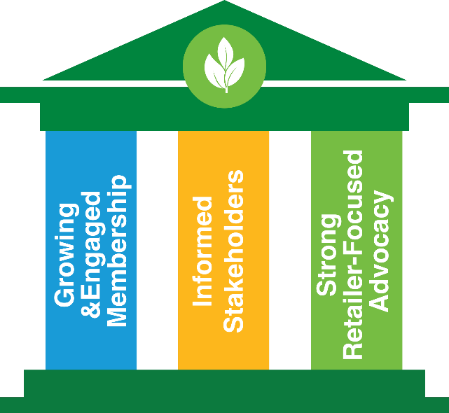 Growing
&Engaged
Membership
Informed
Stakeholders
Strong
Retailer-Focused
Advocacy